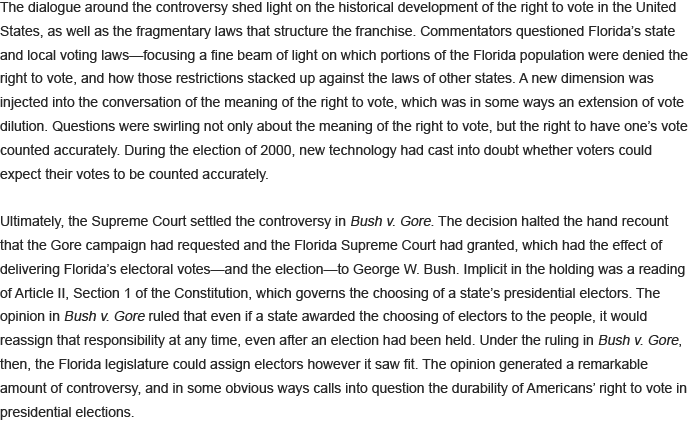 The dialogue around the controversy shed light on the historical development of the right to vote in the United
States, as well as the fragmentary laws that structure the franchise. Commentators questioned Florida’s state
and local voting laws—focusing a fine beam of light on which portions of the Florida population were denied the
right to vote, and how those restrictions stacked up against the laws of other states. A new dimension was
injected into the conversation of the meaning of the right to vote, which was in some ways an extension of vote
dilution. Questions were swirling not only about the meaning of the right to vote, but the right to have one’s vote
counted accurately. During the election of 2000, new technology had cast into doubt whether voters could
expect their votes to be counted accurately.
Ultimately, the Supreme Court settled the controversy in Bush v. Gore. The decision halted the hand recount
that the Gore campaign had requested and the Florida Supreme Court had granted, which had the effect of
delivering Florida’s electoral votes—and the election—to George W. Bush. Implicit in the holding was a reading
of Article II, Section 1 of the Constitution, which governs the choosing of a state’s presidential electors. The
opinion in Bush v. Gore ruled that even if a state awarded the choosing of electors to the people, it would
reassign that responsibility at any time, even after an election had been held. Under the ruling in Bush v. Gore,
then, the Florida legislature could assign electors however it saw fit. The opinion generated a remarkable
amount of controversy, and in some obvious ways calls into question the durability of Americans’ right to vote in
presidential elections.